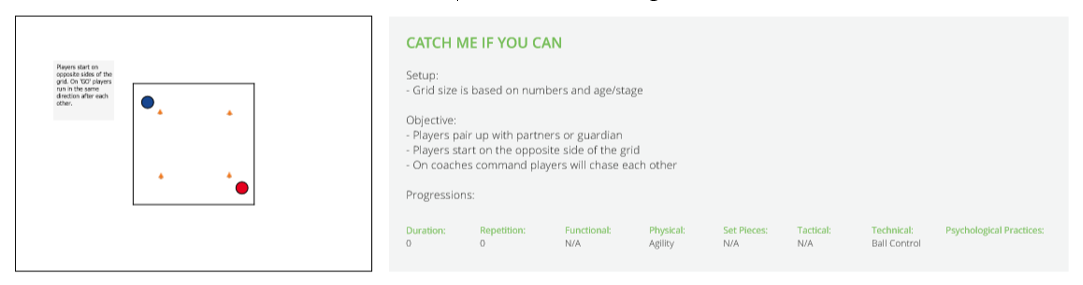 Players start on
opposite sides of the
grid. On 'GO' players
run in the same
direction after each
other.
CATCH ME IF YOU CAN
Setup:
- Grid size is based on numbers and age/stage
Objective:
- Players pair up with partners or guardian
- Players start on the opposite side of the grid
- On coaches command players will chase each other
Progressions:
Duration: Repetition: Functional: Physical: Set Pieces: Tactical: Technical: Psychological Practices:
0 0 N/A Agility N/A N/A Ball Control